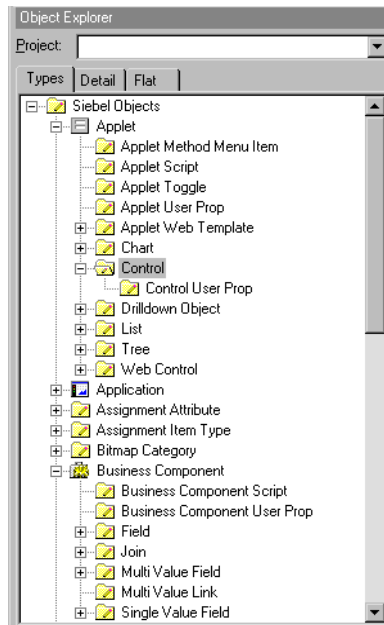 Object Explorer
Project:
Types Detail Flat
Siebel Objects
Applet
Applet Method Menu Item
Applet Script
Applet Toggle
Applet User Prop
Applet Web Template
Chart
Control
Control User Prop
Drilldown Object
List
Tree
Web Control
Application
Assignment Attribute
Assignment Item Type
Bitmap Category
Business Component
Business Component Script
Business Component User Prop
Field
Join
Multi Value Field
Multi Value Link
Single Value Field